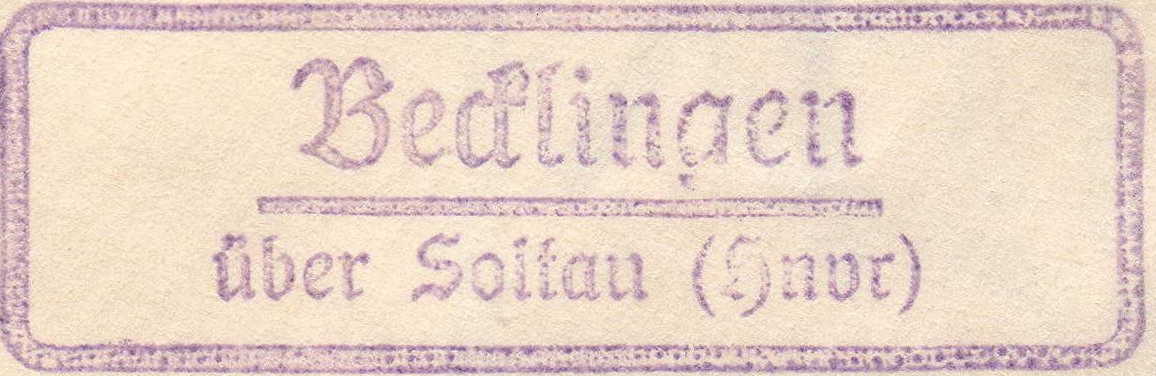 Becklingen
über Soltau (Hnvr)